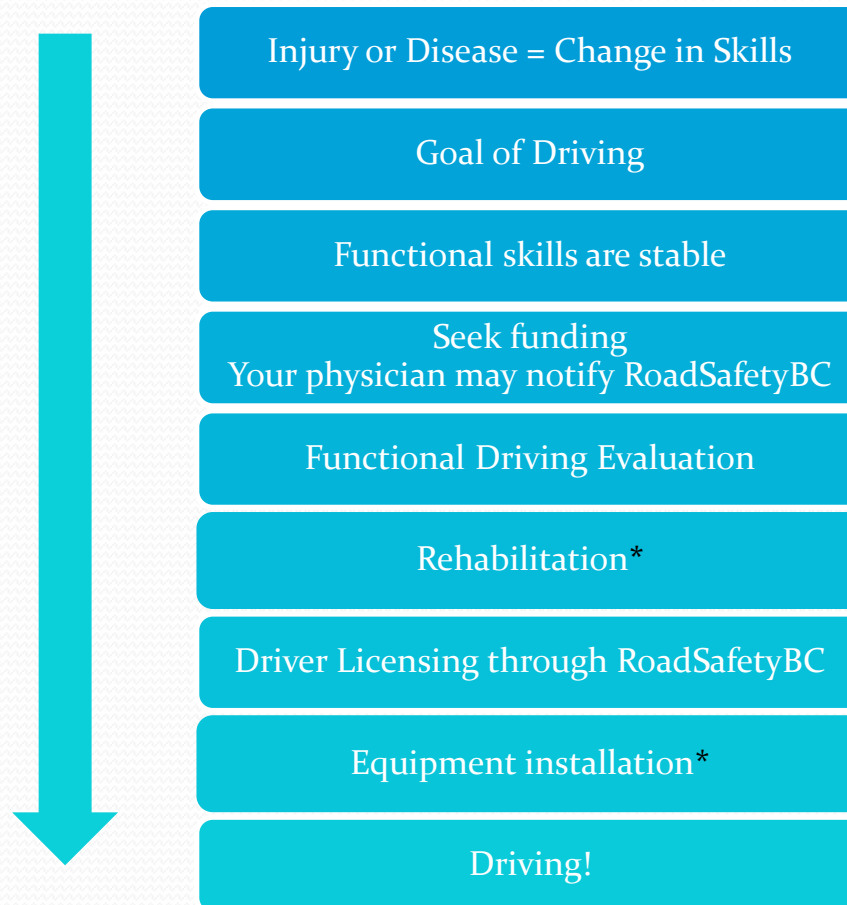 Injury or Disease = Change in Skills
Goal of Driving
Functional skills are stable
Seek funding
Your physician may notify RoadSafetyBC
Functional Driving Evaluation
Rehabilitation*
Driver Licensing through RoadSafetyBC
Equipment installation*
Driving!